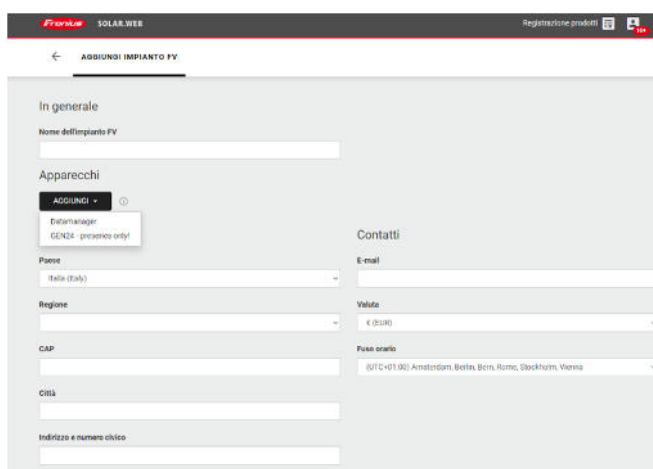 Fronius SOLAR.WEB
Registrazione prodotti
10+
AGGIUNGI IMPIANTO FV
In generale
Nome dell'impianto FV
Apparecchi
AGGIUNGI
Datamanager
GEN24 - preseries only!
Contatti
Paese
E-mail
Italia (Italy)
Regione
Valuta
€ (EUR)
CAP
Fuso orario
(UTC+01:00) Amsterdam, Berlin, Bern, Rome, Stockholm, Vienna
Città
Indirizzo e numero civico